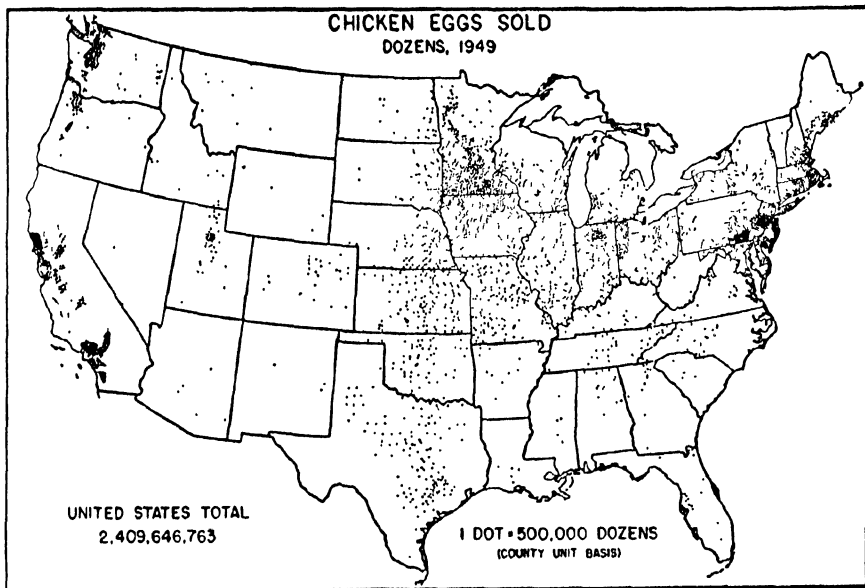 CHICKEN EGGS SOLD
DOZENS, 1949
UNITED STATES TOTAL
2,409,646,763
1 DOT = 500,000 DOZENS
(COUNTY UNIT BASIS)